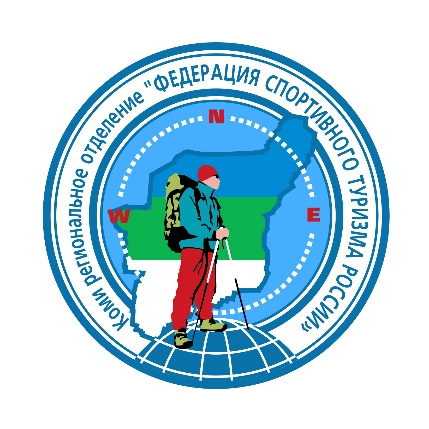 Коми региональное отделение "ФЕДЕРАЦИЯ СПОРТИВНОГО ТУРИЗМА РОССИИ»
N
W E